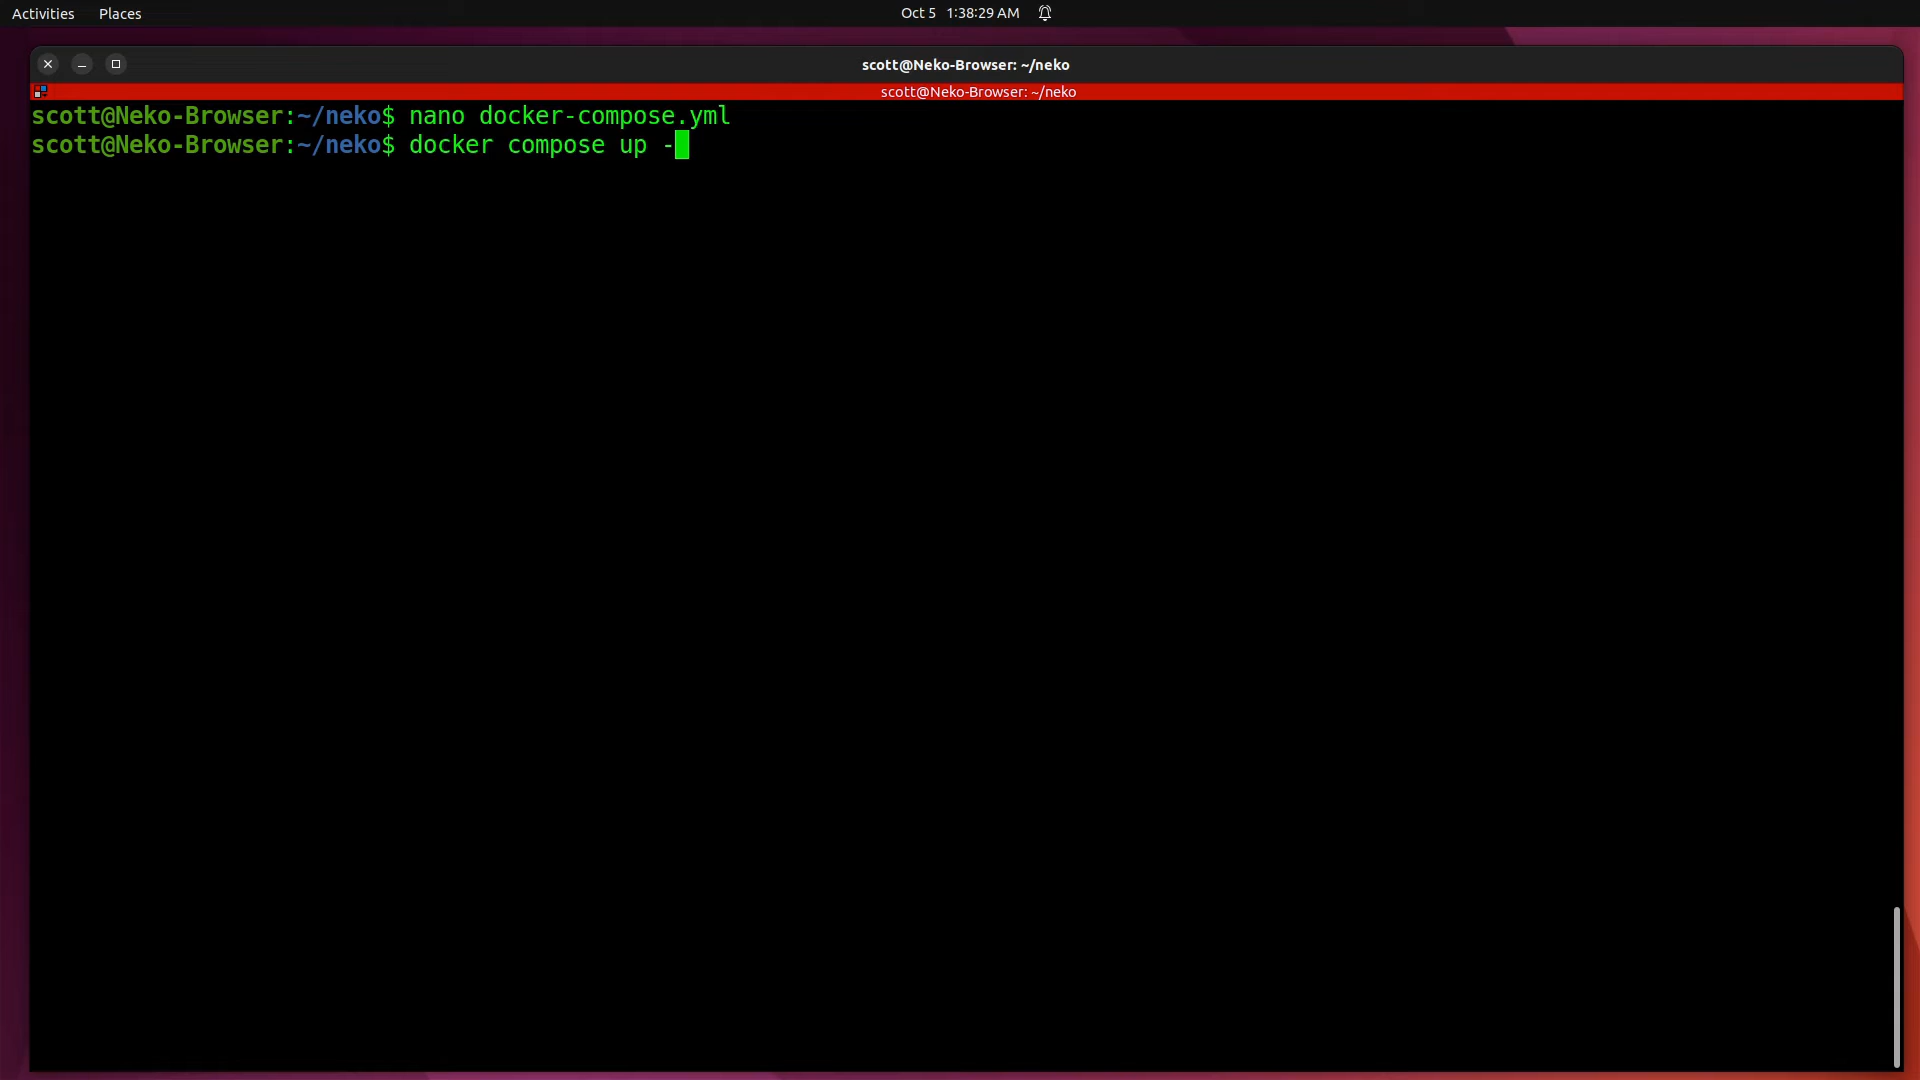 Activities Places Oct 5 1:38:29 AM
scott@Neko-Browser: ~/neko
scott@Neko-Browser: ~/neko
scott@Neko-Browser:~/neko$ nano docker-compose.yml
scott@Neko-Browser:~/neko$ docker compose up -